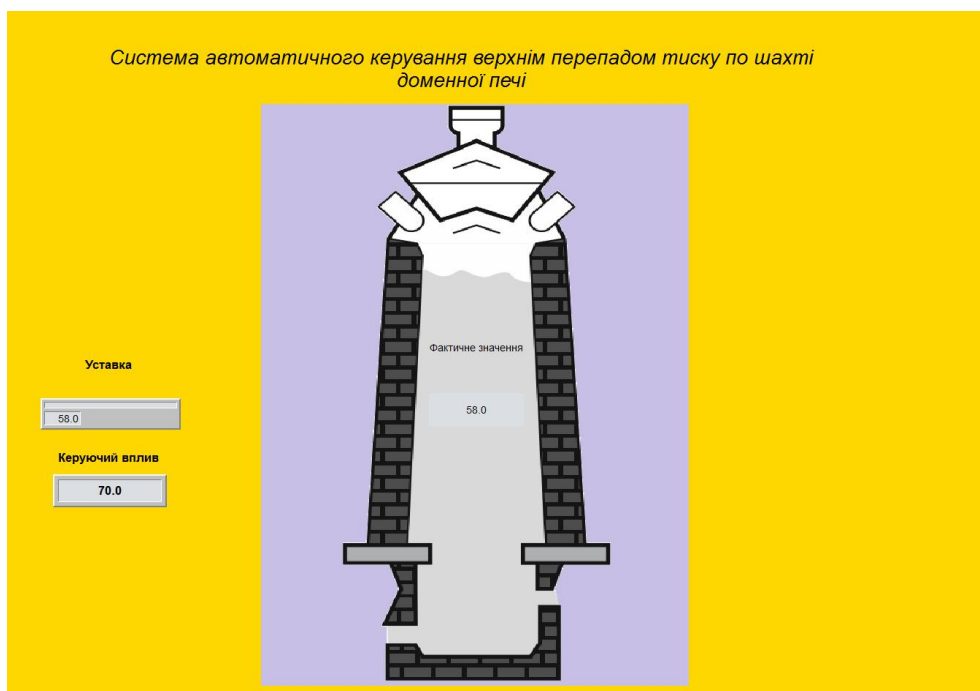 Система автоматичного керування верхнім перепадом тиску по шахті
доменної печі
Фактичне значення
Уставка
58.0
58.0
Керуючий вплив
70.0